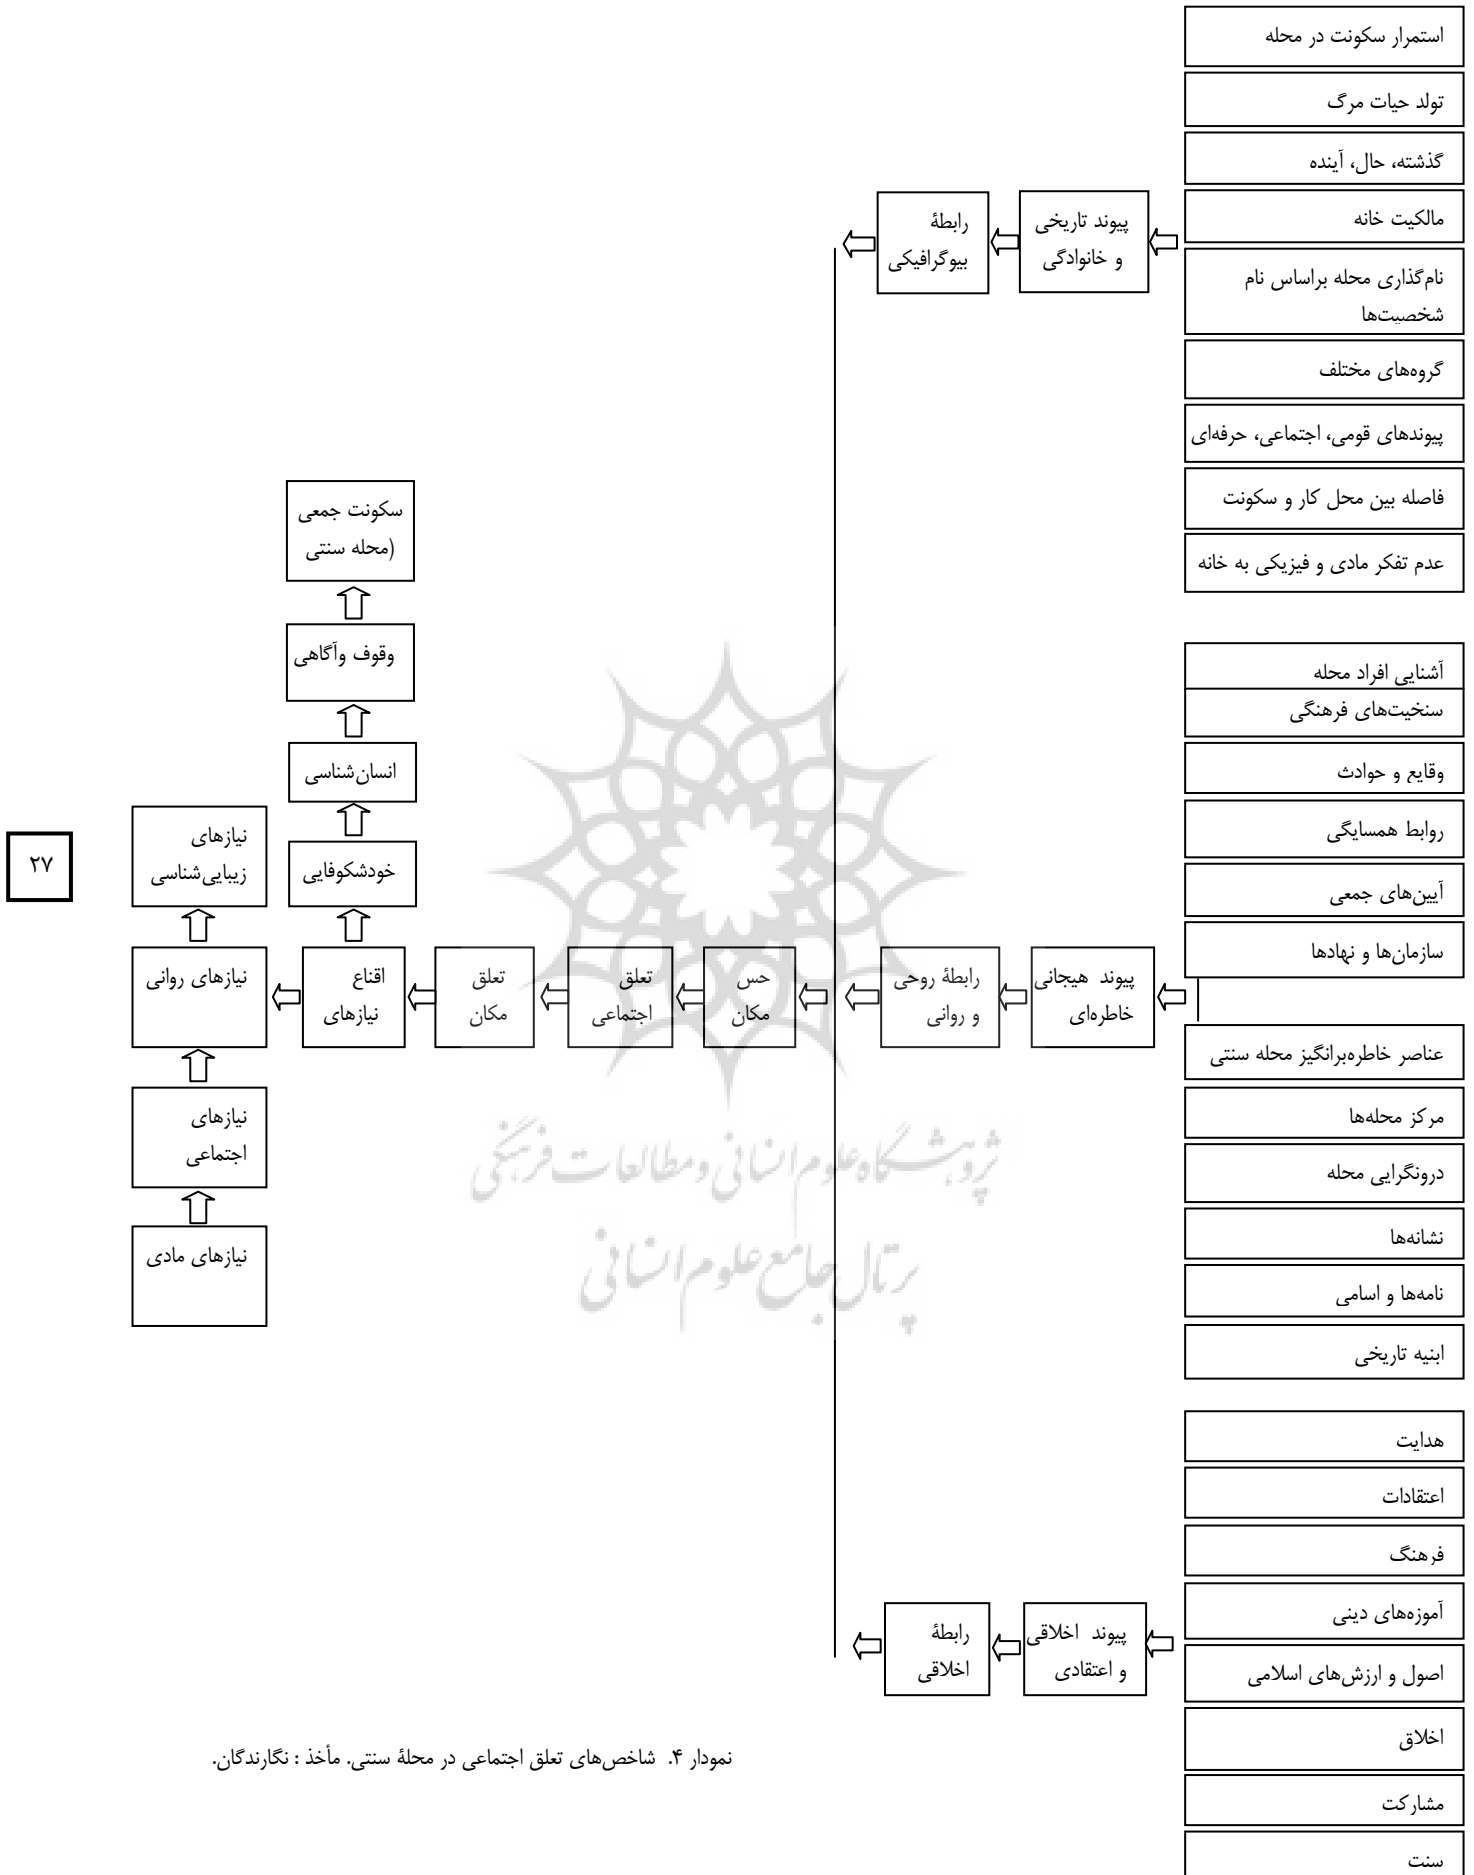 استمرار سکونت در محله
تولد حیات مرگ
گذشته، حال، آینده
مالکیت خانه
نام‌گذاری محله براساس نام
شخصیت‌ها
گروه‌های مختلف
پیوندهای قومی، اجتماعی، حرفه‌ای
فاصله بین محل کار و سکونت
عدم تفکر مادی و فیزیکی به خانه
پیوند تاریخی
و خانوادگی
رابطهٔ
بیوگرافیکی
آشنایی افراد محله
سنخیت‌های فرهنگی
وقایع و حوادث
روابط همسایگی
آیین‌های جمعی
سازمان‌ها و نهادها
عناصر خاطره‌برانگیز محله سنتی
مرکز محله‌ها
درونگرایی محله
نشانه‌ها
نامه‌ها و اسامی
ابنیه تاریخی
پیوند هیجانی
خاطره‌ای
رابطهٔ روحی
و روانی
هدایت
اعتقادات
فرهنگ
آموزه‌های دینی
اصول و ارزش‌های اسلامی
اخلاق
مشارکت
سنت
پیوند اخلاقی
و اعتقادی
رابطهٔ
اخلاقی
حس
مکان
تعلق
اجتماعی
تعلق
مکان
اقناع
نیازهای
خودشکوفایی
انسان‌شناسی
وقوف وآگاهی
سکونت جمعی
(محله سنتی
نیازهای
زیبایی‌شناسی
نیازهای روانی
نیازهای
اجتماعی
نیازهای مادی
۲۷
پژوهشگاه علوم انسانی و مطالعات فرهنگی
پرتال جامع علوم انسانی
نمودار ۴. شاخص‌های تعلق اجتماعی در محلهٔ سنتی. مأخذ : نگارندگان.